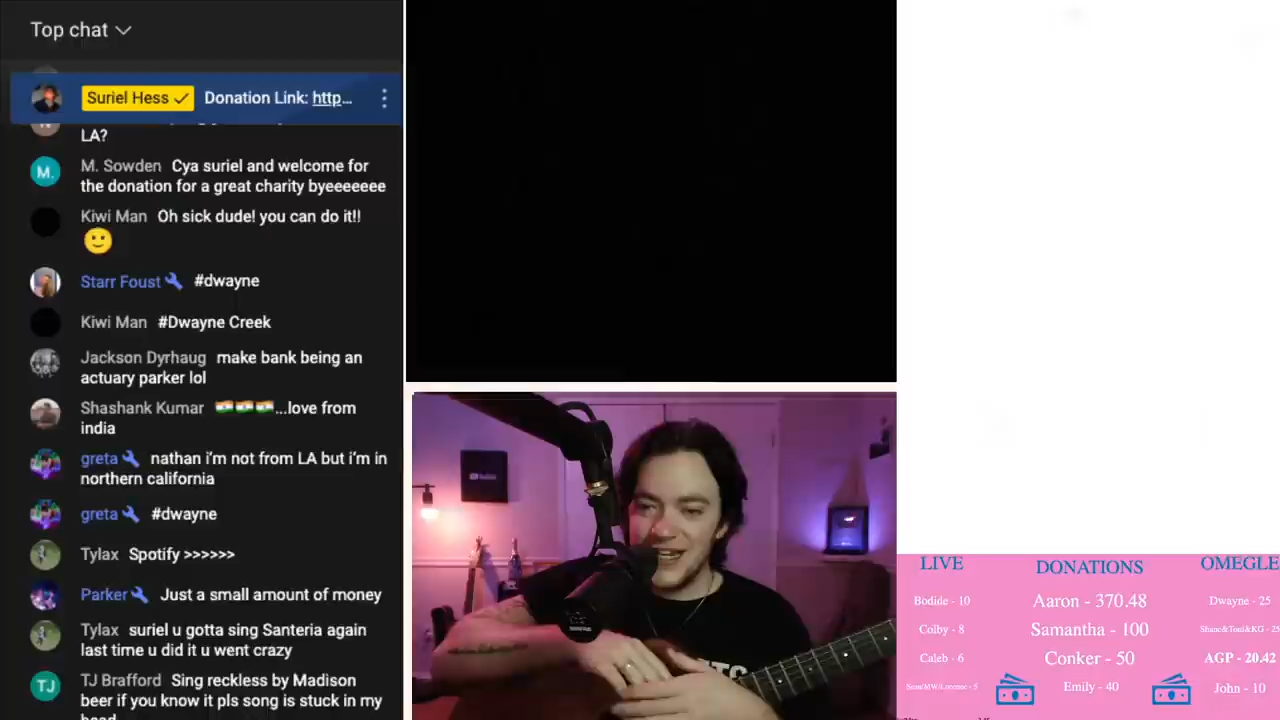 Top chat
Suriel Hess Donation Link: http...
LA?
M. Sowden Cya suriel and welcome for
the donation for a great charity byeeeeee
Kiwi Man Oh sick dude! you can do it!!
🙂
Starr Foust #dwayne
Kiwi Man #Dwayne Creek
Jackson Dyrhaug make bank being an
actuary parker lol
Shashank Kumar 🇮🇳🇮🇳🇮🇳...love from
india
greta nathan i'm not from LA but i'm in
northern california
greta #dwayne
Tylax Spotify >>>>>>
Parker Just a small amount of money
Tylax suriel u gotta sing Santeria again
last time u did it u went crazy
TJ Brafford Sing reckless by Madison
beer if you know it pls song is stuck in my
head
LIVE
Bodide - 10
Colby - 8
Caleb - 6
DONATIONS
Aaron - 370.48
Samantha - 100
Conker - 50
Emily - 40
OMEGLE
Dwayne - 25
Shane&Toni&KG - 25
AGP - 20.42
John - 10